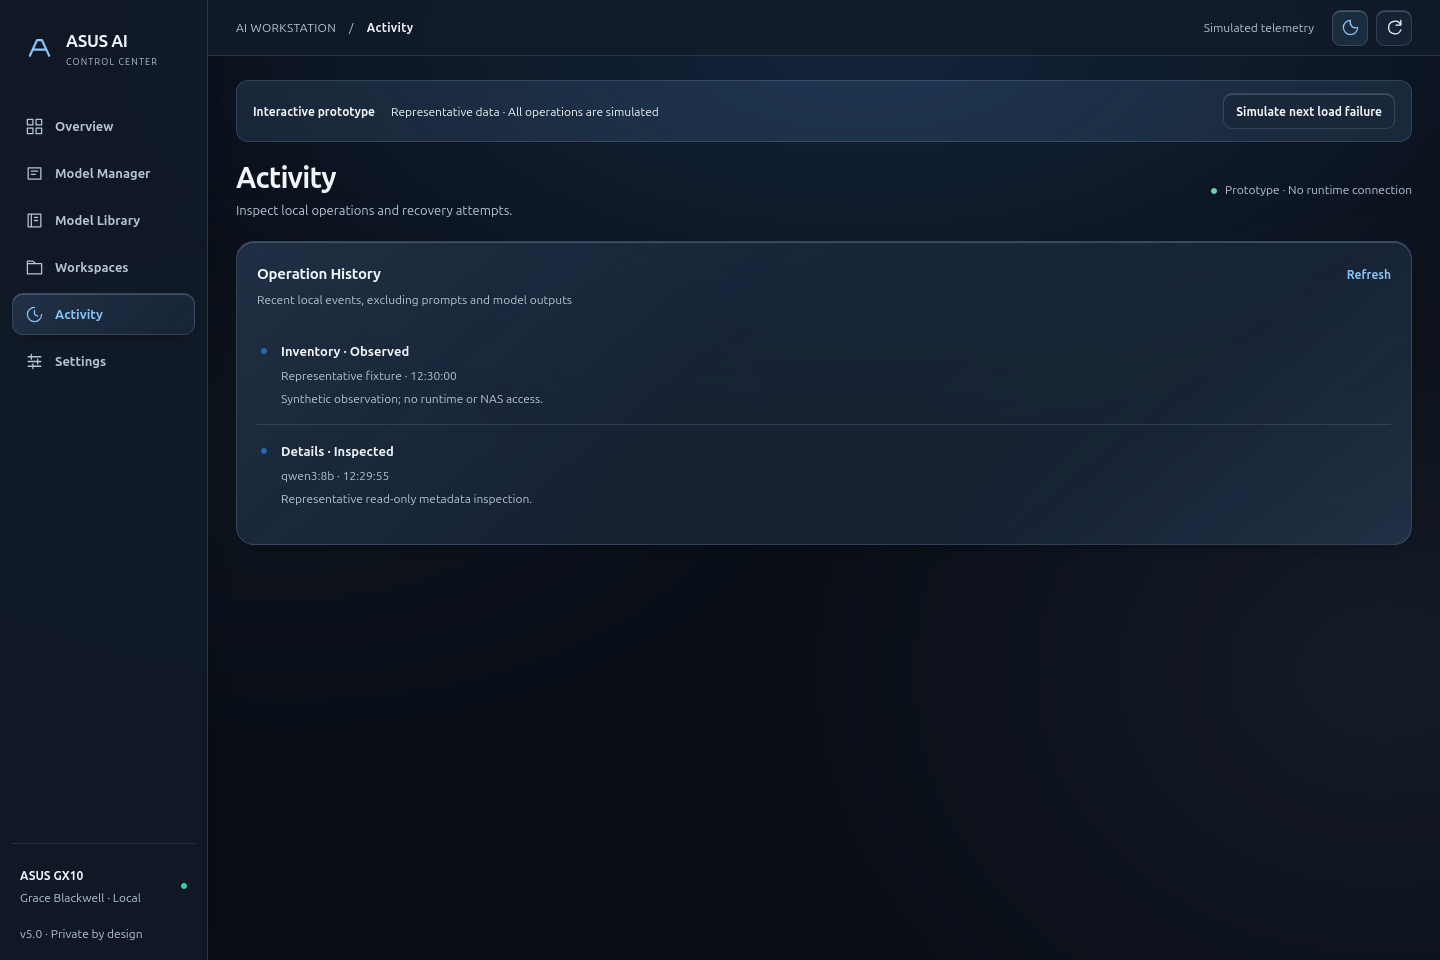 ASUS AI
CONTROL CENTER
Overview
Model Manager
Model Library
Workspaces
Activity
Settings
ASUS GX10
Grace Blackwell · Local
v5.0 · Private by design
AI WORKSTATION / Activity
Simulated telemetry
Interactive prototype Representative data · All operations are simulated
Simulate next load failure
Activity
Inspect local operations and recovery attempts.
Prototype · No runtime connection
Operation History
Refresh
Recent local events, excluding prompts and model outputs
Inventory · Observed
Representative fixture · 12:30:00
Synthetic observation; no runtime or NAS access.
Details · Inspected
qwen3:8b · 12:29:55
Representative read-only metadata inspection.